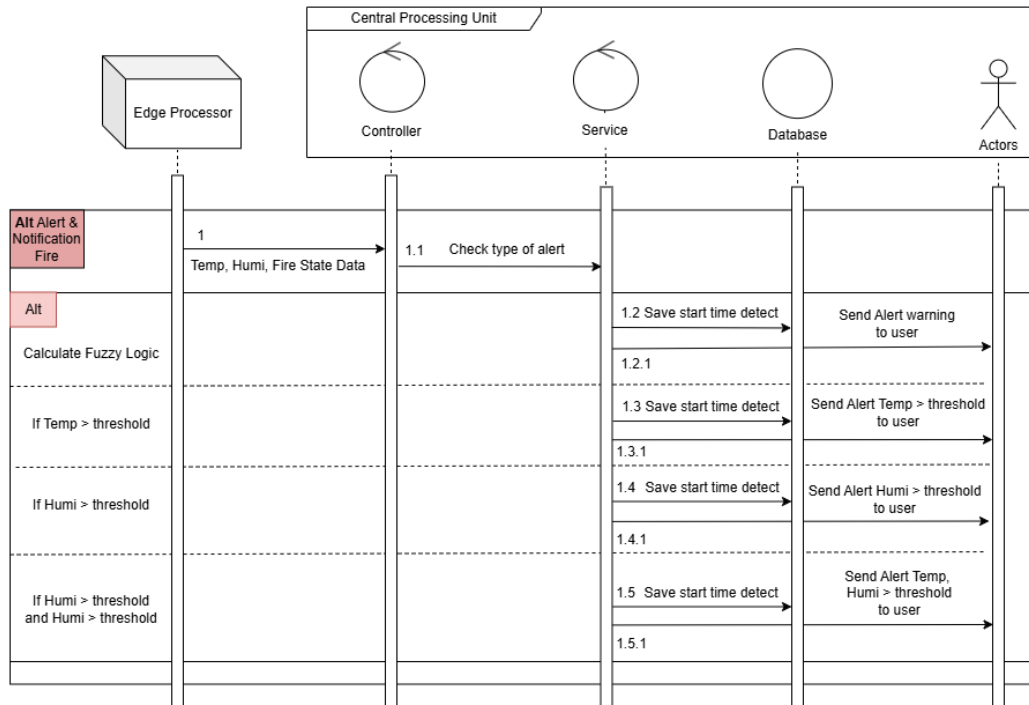 Central Processing Unit
Edge Processor
Controller
Service
Database
Actors
Alt Alert &
Notification
Fire
1
Temp, Humi, Fire State Data
1.1 Check type of alert
Alt
Calculate Fuzzy Logic
1.2 Save start time detect
Send Alert warning
to user
1.2.1
If Temp > threshold
1.3 Save start time detect
Send Alert Temp > threshold
to user
1.3.1
If Humi > threshold
1.4 Save start time detect
Send Alert Humi > threshold
to user
1.4.1
If Humi > threshold
and Humi > threshold
1.5 Save start time detect
Send Alert Temp,
Humi > threshold
to user
1.5.1